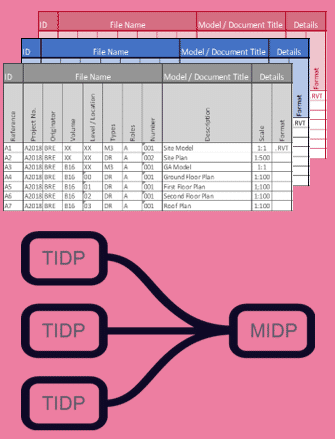 ID File Name Model / Document Title Details
Format
.RVT
ID File Name Model / Document Title Details
Format
.RVT
ID File Name Model / Document Title Details
Reference Project No. Originator Volume Level / Location Types Roles Number Description Scale Format
A1 A2018 BRE XX XX M3 A 001 Site Model 1:1 .RVT
A2 A2018 BRE XX XX DR A 002 Site Plan 1:500
A3 A2018 BRE B16 XX M3 A 001 GA Model 1:1
A4 A2018 BRE B16 00 DR A 001 Ground Floor Plan 1:100
A5 A2018 BRE B16 01 DR A 001 First Floor Plan 1:100
A6 A2018 BRE B16 02 DR A 001 Second Floor Plan 1:100
A7 A2018 BRE B16 03 DR A 001 Roof Plan 1:100
TIDP
TIDP MIDP
TIDP